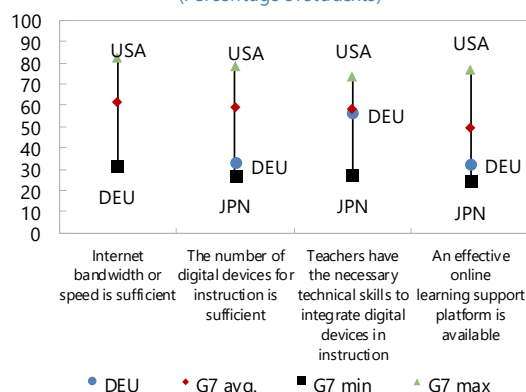 (Percentage of students)
100
90
80
70
60
50
40
30
20
10
0
USA
USA
USA
USA
DEU
DEU
DEU
DEU
JPN
JPN
JPN
Internet
bandwidth or
speed is sufficient
The number of
digital devices for
instruction is
sufficient
Teachers have
the necessary
technical skills to
integrate digital
devices in
instruction
An effective
online
learning support
platform is
available
DEU
G7 avg.
G7 min
G7 max